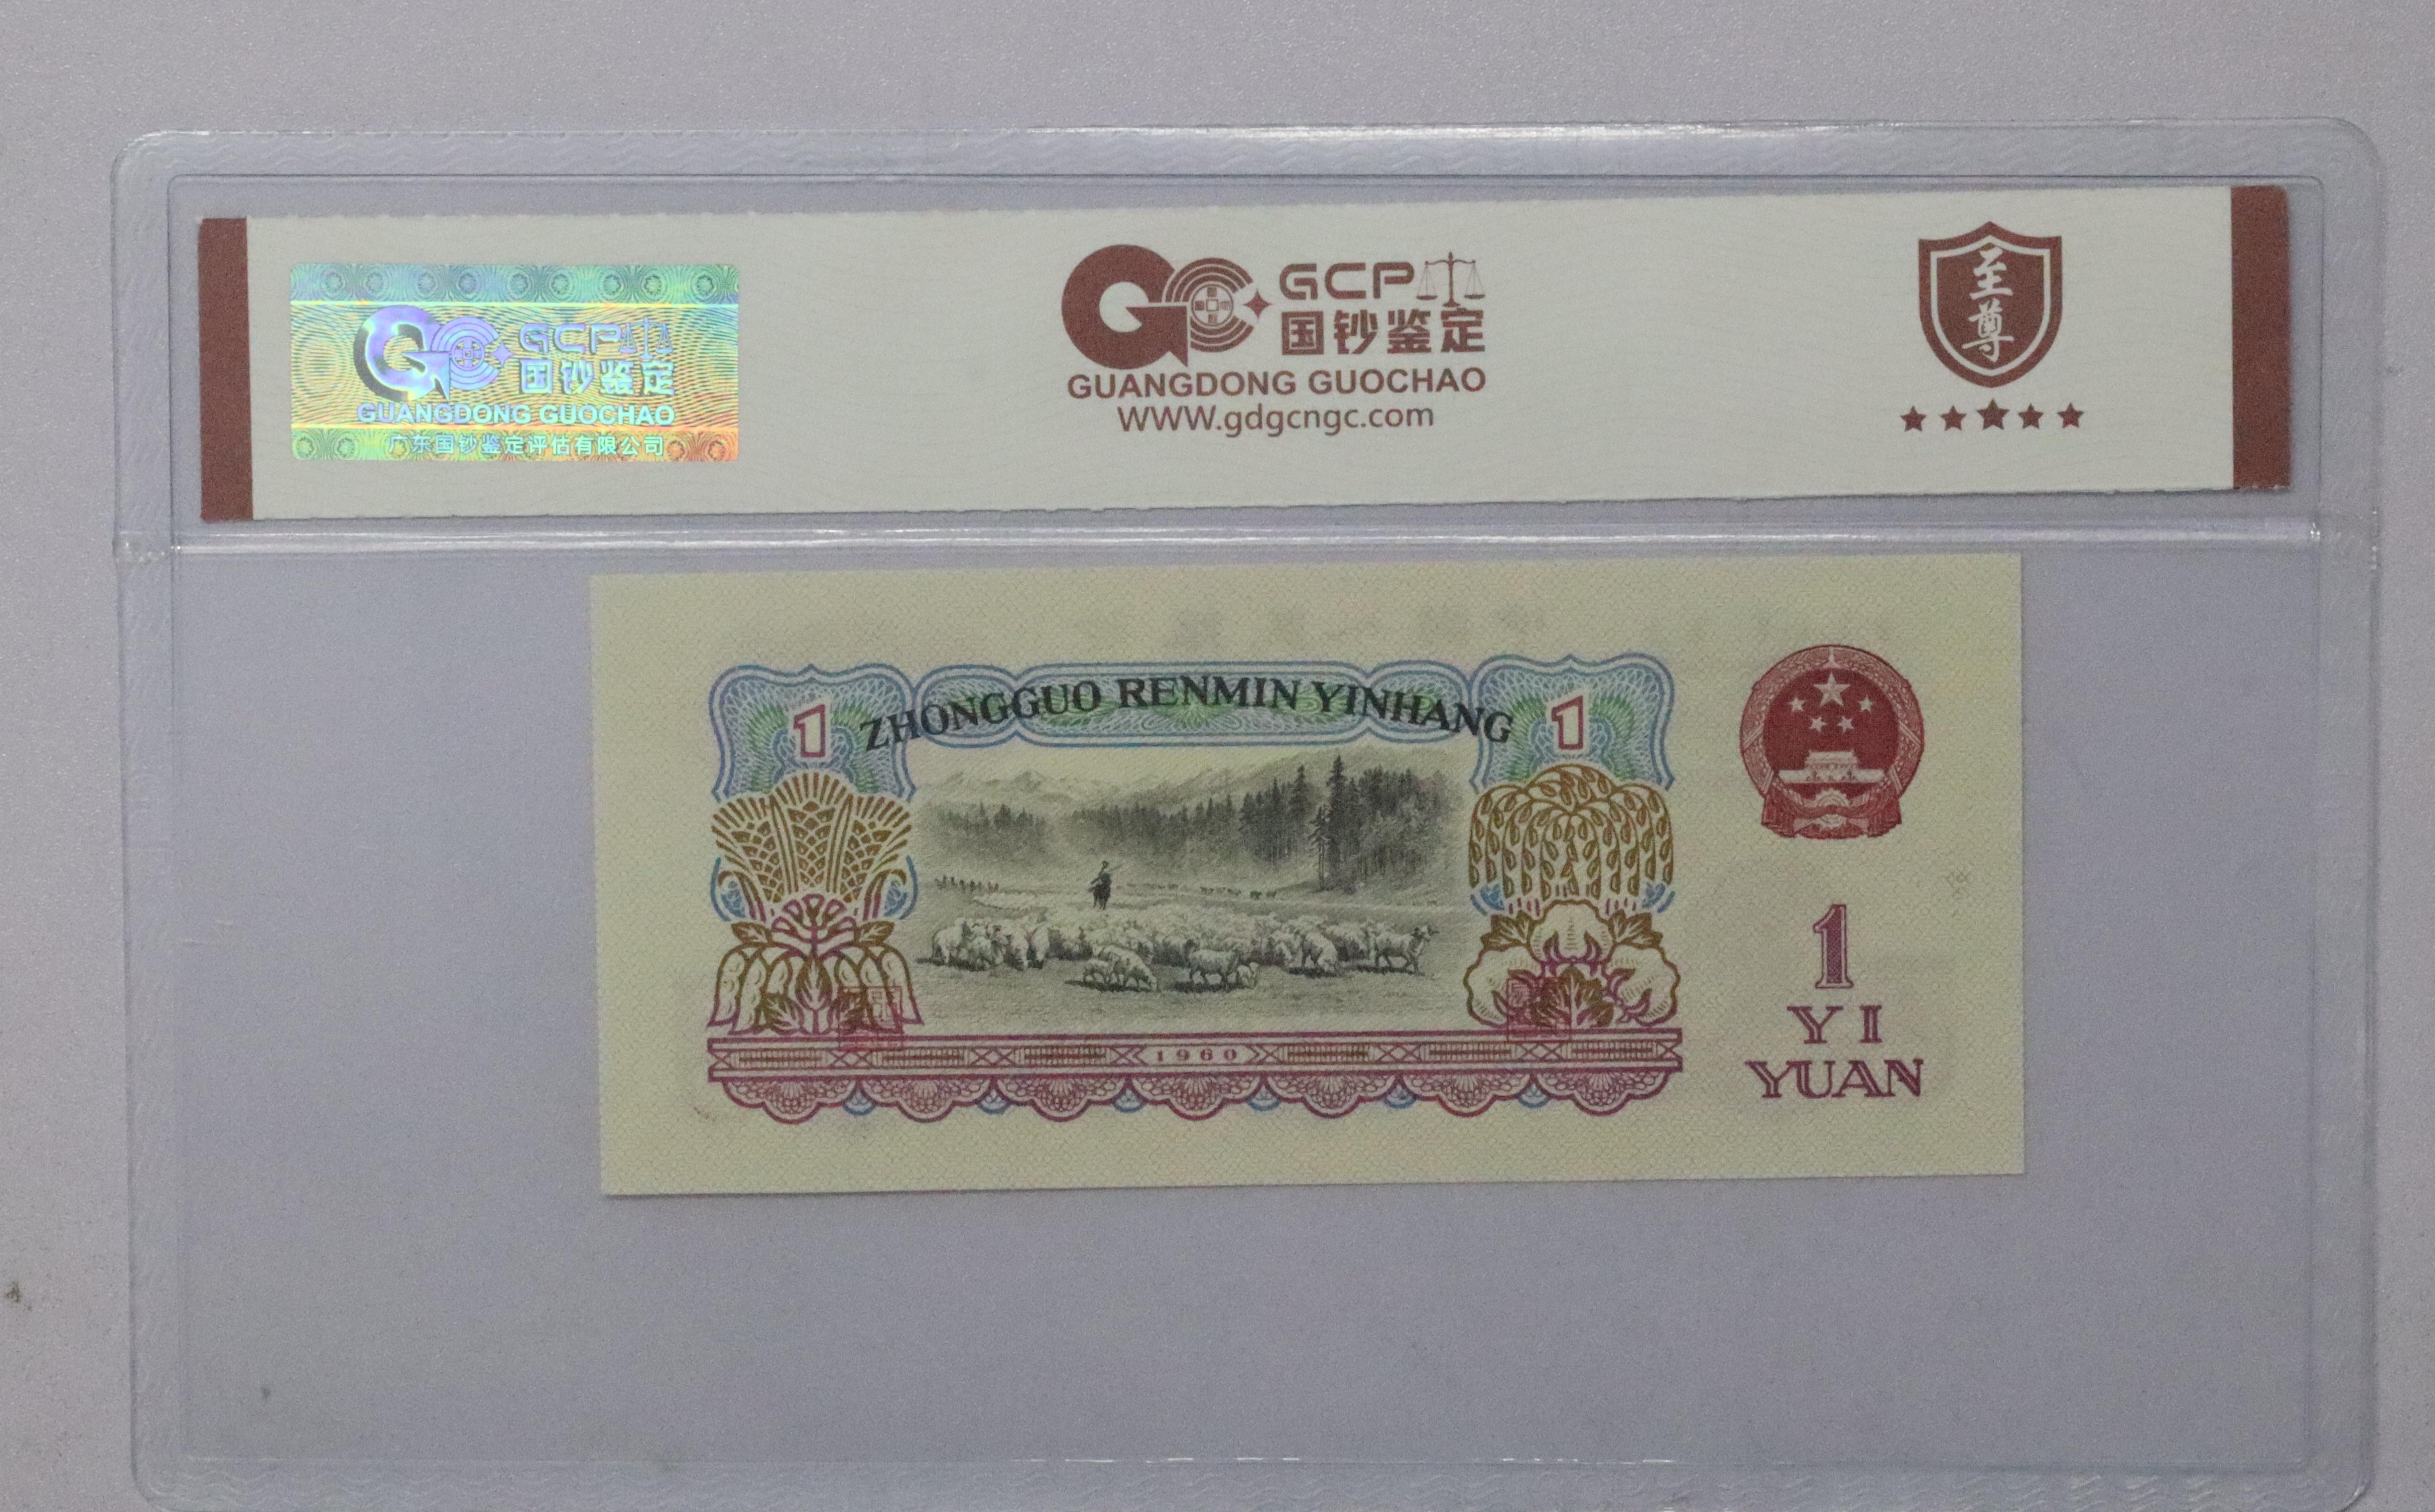 GCP
国钞鉴定
GUANGDONG GUOCHAO
广东国钞鉴定评估有限公司
GCP
国钞鉴定
GUANGDONG GUOCHAO
WWW.gdgcngc.com
至尊
ZHONGGUO RENMIN YINHANG
1
1
1960
1
YI
YUAN